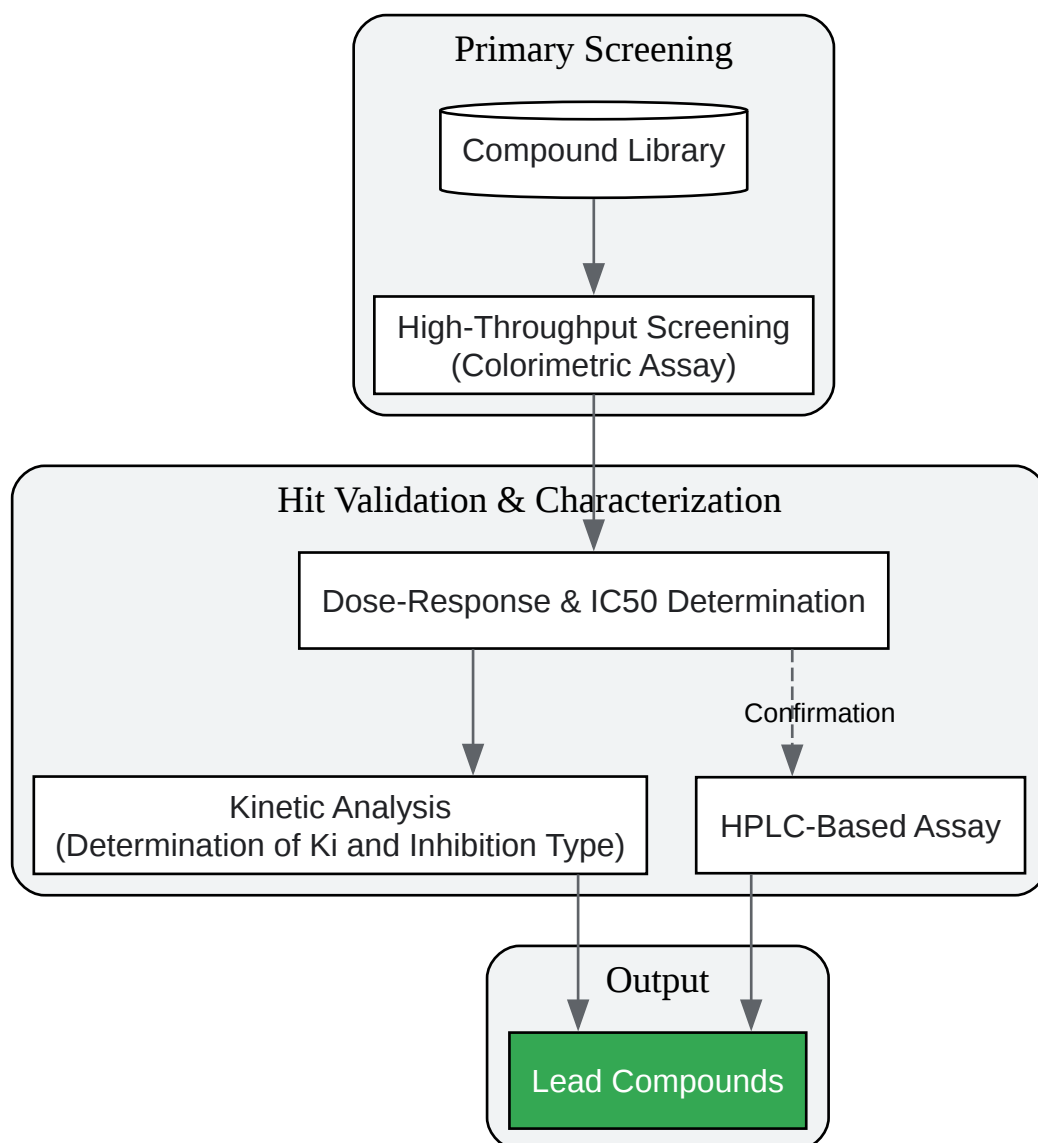 Primary Screening
Compound Library
High-Throughput Screening
(Colorimetric Assay)
Hit Validation & Characterization
Dose-Response & IC50 Determination
Confirmation
Kinetic Analysis
(Determination of Ki and Inhibition Type)
HPLC-Based Assay
Output
Lead Compounds